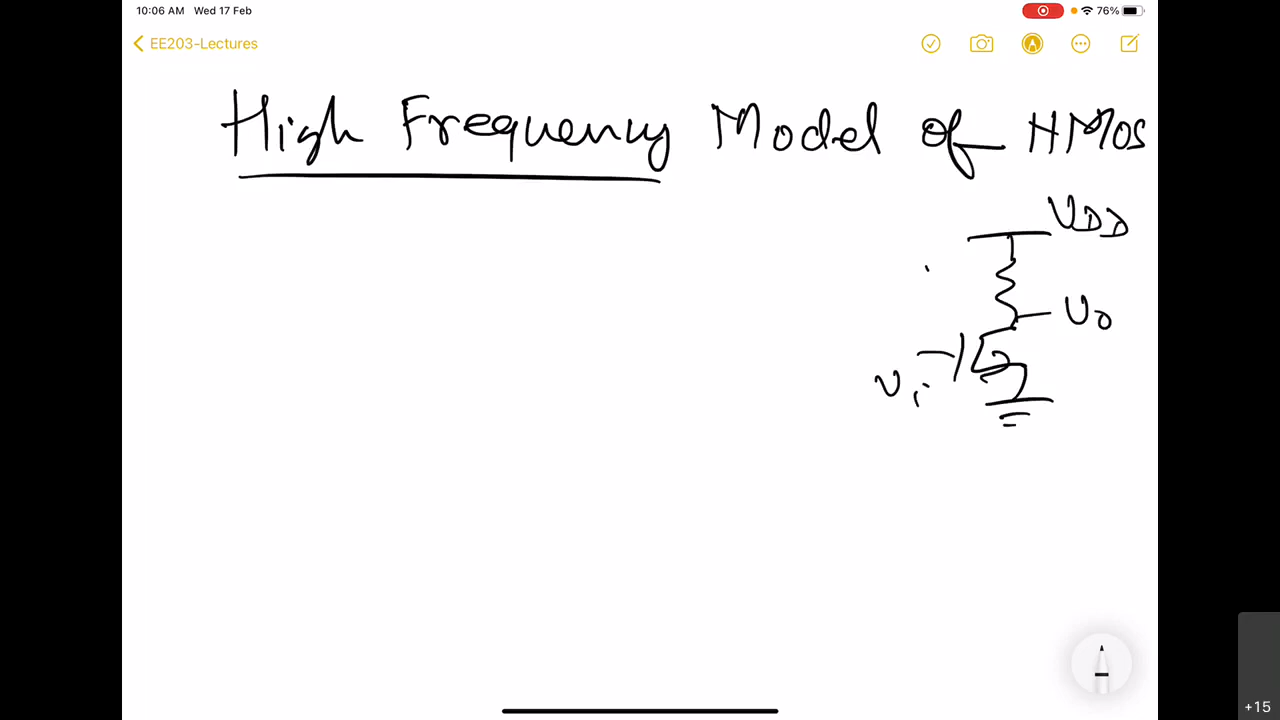 10:06 AM Wed 17 Feb 76%
EE203-Lectures
High Frequency Model of NMOS
VDD
Vo
Vi
+15